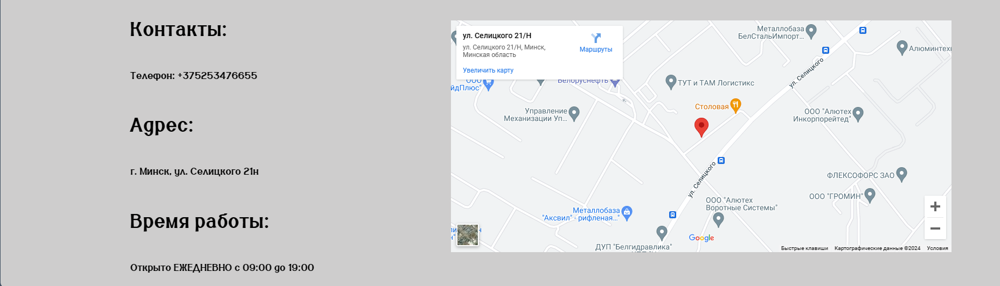 Контакты:
Телефон: +375253476655
Адрес:
г. Минск, ул. Селицкого 21н
Время работы:
Открыто ЕЖЕДНЕВНО с 09:00 до 19:00
ул. Селицкого 21/Н
ул. Селицкого 21/Н, Минск,
Минская область
Маршруты
Увеличить карту
Металлобаза
БелСтальИмпорт...
Алюминтехн
ул. Селицкого
ООО
йдПлюс"
Белоруснефть
ТУТ и ТАМ Логистикс
Столовая
Управление
Механизации Уп...
ООО "Алютех
Инкорпорейтед"
ФЛЕКСОФОРС ЗАО
ул. Селицкого
ООО "ГРОМИН"
ООО "Алютех
Воротные Системы"
Металлобаза
"Аксвил" - рифленая...
ДУП "Белгидравлика"
Google
Быстрые клавиши
Картографические данные ©2024
Условия